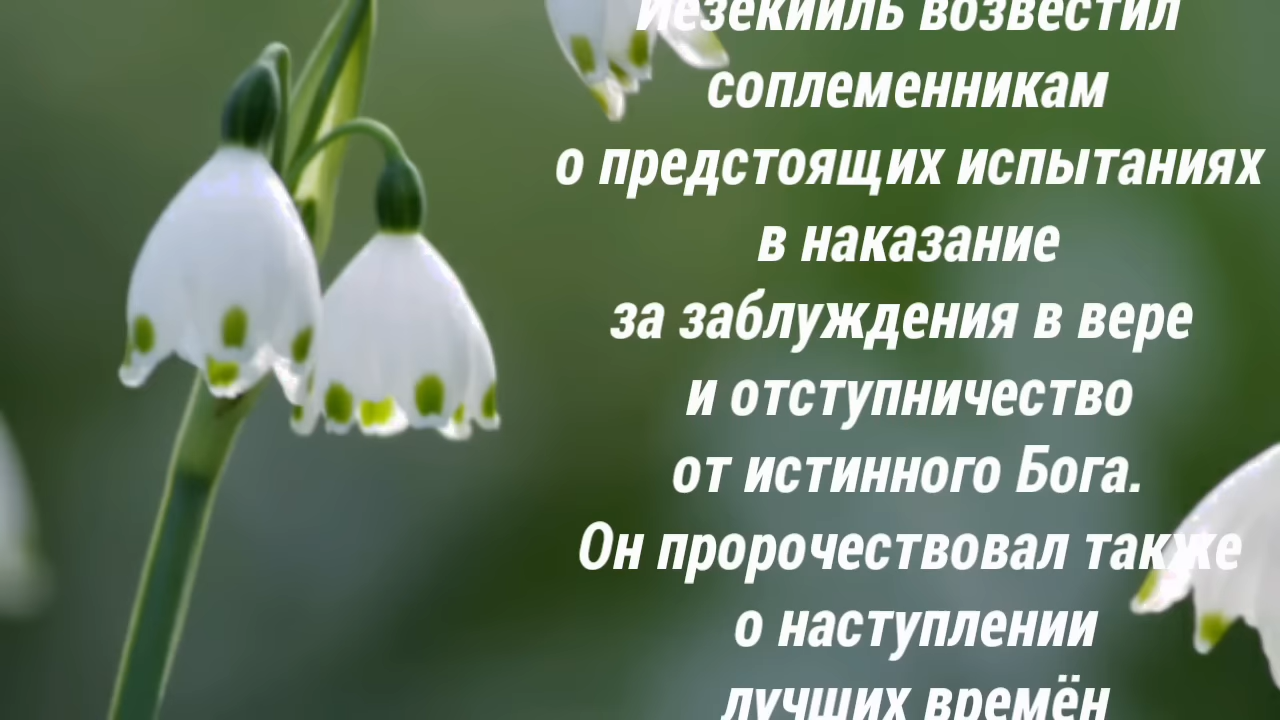 Иезекииль возвестил
соплеменникам
о предстоящих испытаниях
в наказание
за заблуждения в вере
и отступничество
от истинного Бога.
Он пророчествовал также
о наступлении
лучших времён